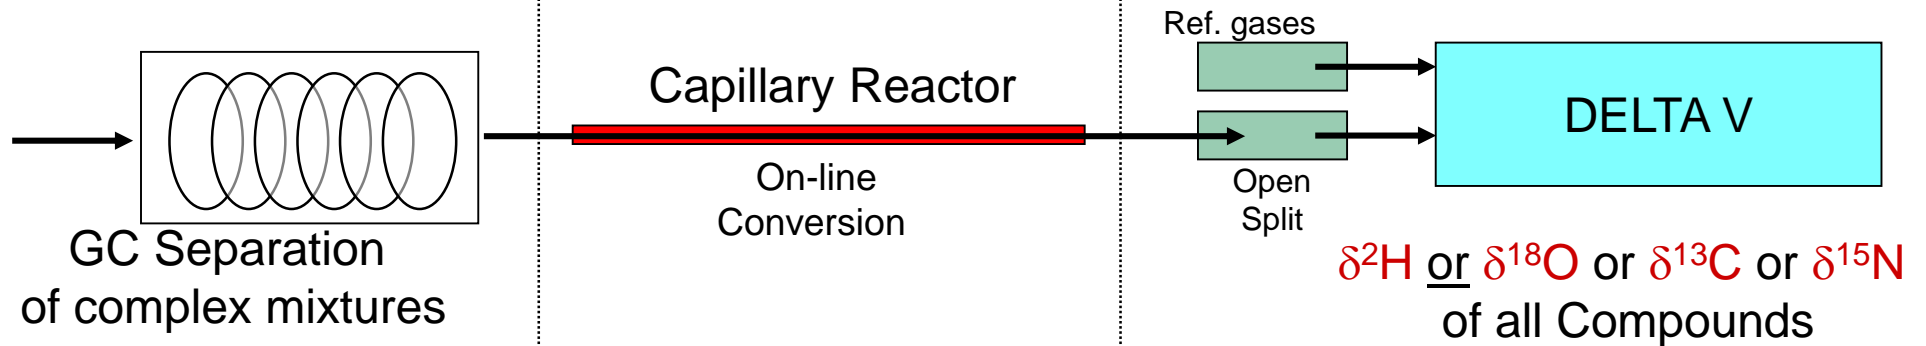 GC Separation
of complex mixtures
Capillary Reactor
On-line
Conversion
Ref. gases
Open
Split
DELTA V
δ²H or δ¹⁸O or δ¹³C or δ¹⁵N
of all Compounds